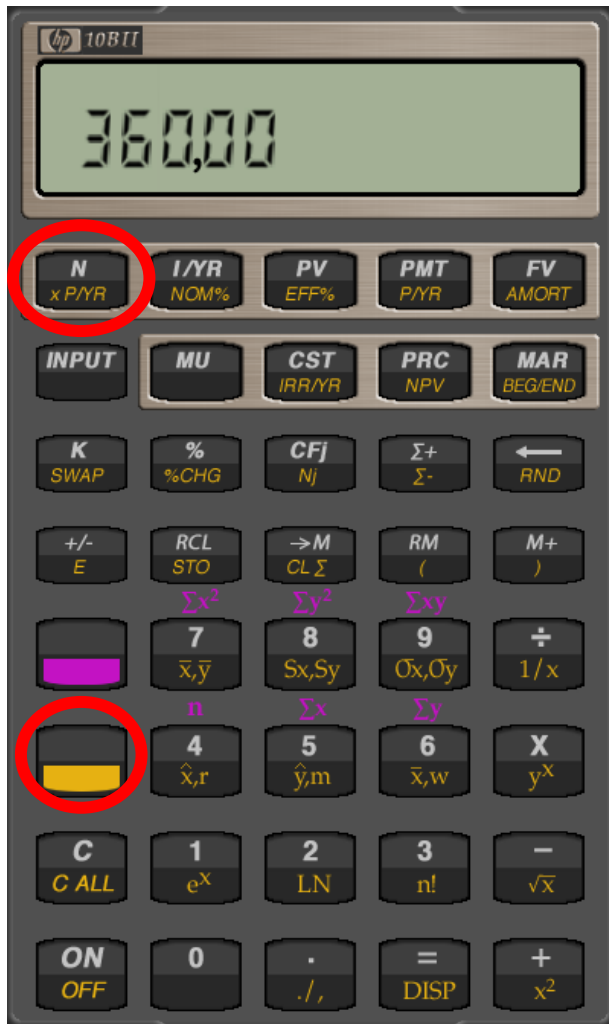 hp 10BII
360,00
N I/YR PV PMT FV
x P/YR NOM% EFF% P/YR AMORT
INPUT MU CST PRC MAR
IRR/YR NPV BEG/END
K % CFj Σ+ ←
SWAP %CHG Nj Σ- RND
+/- RCL →M RM M+
E STO CL Σ ( )
Σx² Σy² Σxy
7 8 9 ÷
x̄,ȳ Sx,Sy σx,σy 1/x
n Σx Σy
4 5 6 X
x̂,r ŷ,m x̄,w yˣ
C 1 2 3 −
C ALL eˣ LN n! √x
ON 0 . = +
OFF ./, DISP x²